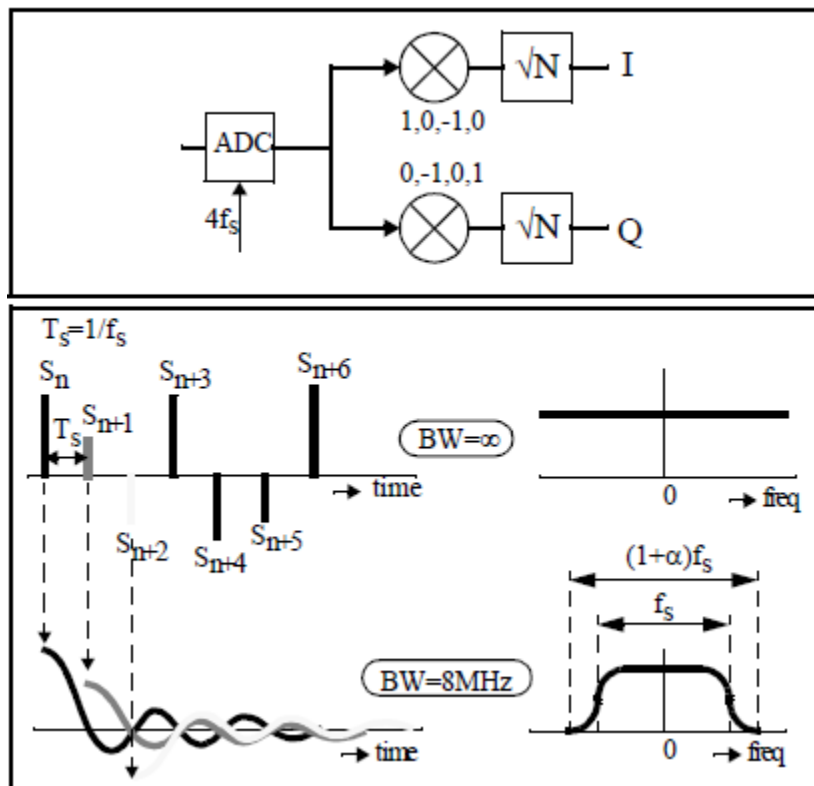 √N
I
1,0,-1,0
ADC
0,-1,0,1
4fs
√N
Q
Ts=1/fs
Sn
Sn+1
Sn+3
Sn+6
Ts
BW=∞
time
0
freq
Sn+2
Sn+4
Sn+5
(1+α)fs
fs
BW=8MHz
0
time
freq